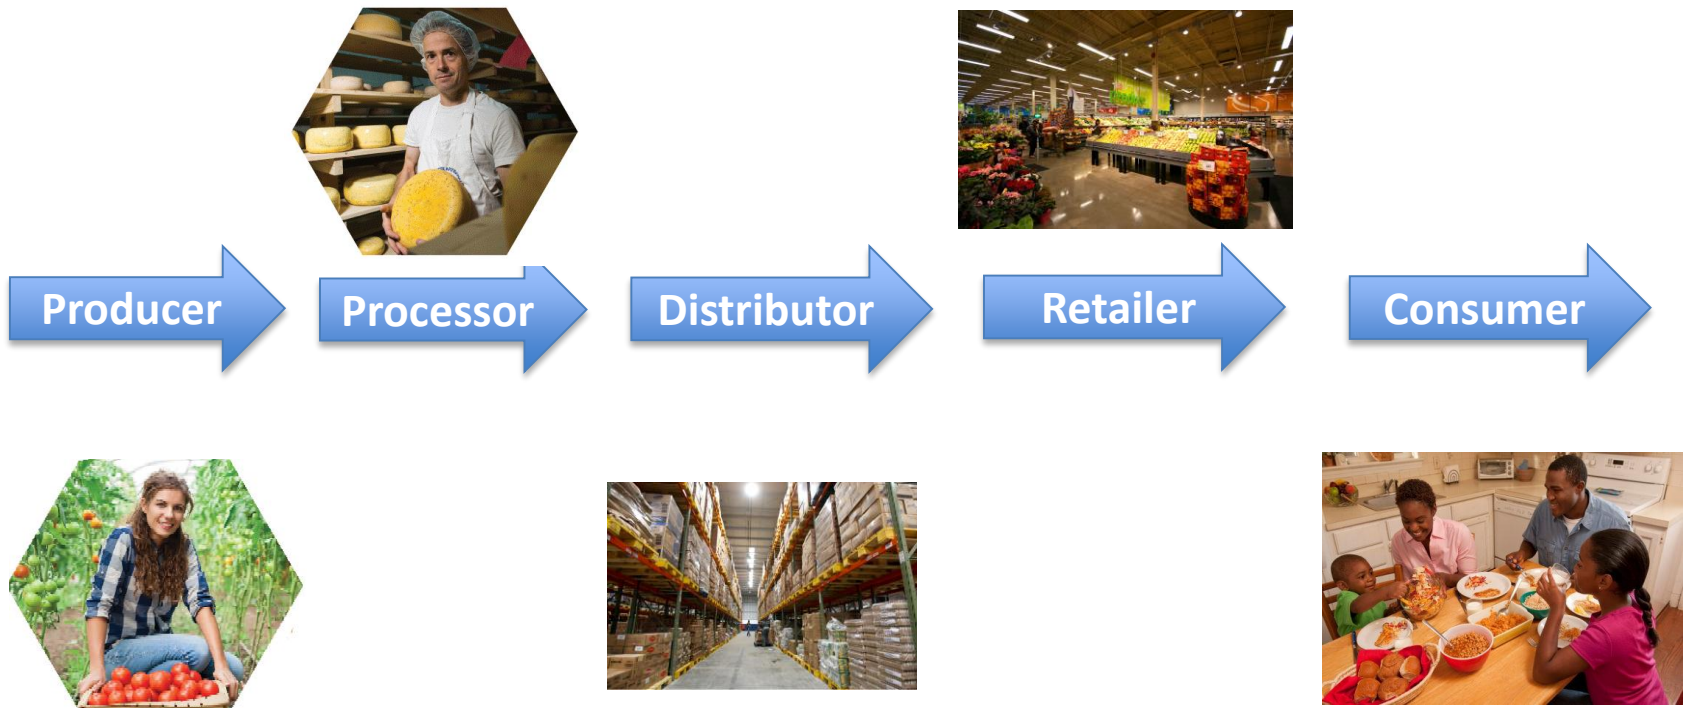 Producer
Processor
Distributor
Retailer
Consumer